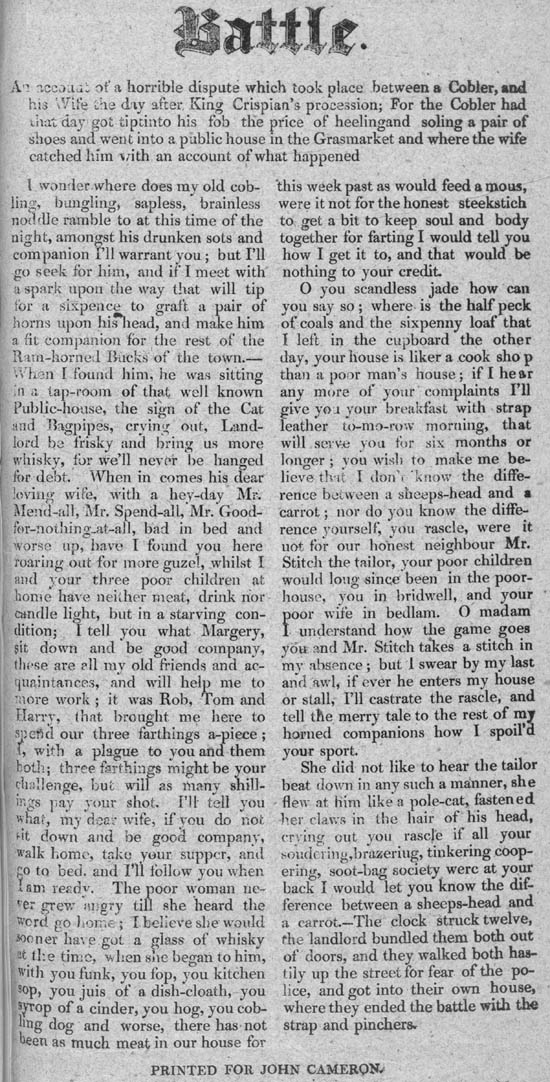 Battle.
An account of a horrible dispute which took place between a Cobler, and
his Wife the day after King Crispian's procession; For the Cobler had
that day got tiptinto his fob the price of heelingand soling a pair of
shoes and went into a public house in the Grasmarket and where the wife
catched him with an account of what happened
I wonder where does my old cob-
ling, bungling, sapless, brainless
noddle ramble to at this time of the
night, amongst his drunken sots and
companion I'll warrant you; but I'll
go seek for him, and if I meet with
a spark upon the way that will tip
for a sixpence to graft a pair of
horns upon his head, and make him
a fit companion for the rest of the
Ram-horned Bucks of the town.—
When I found him, he was sitting
in a tap-room of that well known
Public-house, the sign of the Cat
and Bagpipes, crying out, Land-
lord be frisky and bring us more
whisky, for we'll never be hanged
for debt. When in comes his dear
loving wife, with a hey-day Mr.
Mend-all, Mr. Spend-all, Mr. Good-
for-nothing-at-all, bad in bed and
worse up, have I found you here
roaring out for more guzel, whilst I
and your three poor children at
home have neither meat, drink nor
candle light, but in a starving con-
dition; I tell you what Margery,
sit down and be good company,
these are all my old friends and ac-
quaintances, and will help me to
more work; it was Rob, Tom and
Harry, that brought me here to
spend our three farthings a-piece;
I, with a plague to you and them
both; three farthings might be your
challenge, but will as many shill-
ings pay your shot. I'll tell you
what, my dear wife, if you do not
sit down and be good company,
walk home, take your supper, and
go to bed. and I'll follow you when
I am ready. The poor woman ne-
ver grew angry till she heard the
word go home; I believe she would
sooner have got a glass of whisky
at the time, when she began to him,
with you funk, you fop, you kitchen
sop, you juis of a dish-cloath, you
syrop of a cinder, you hog, you cob-
ling dog and worse, there has not
been as much meat in our house for
this week past as would feed a mous,
were it not for the honest steekstich
to get a bit to keep soul and body
together for farting I would tell you
how I get it to, and that would be
nothing to your credit.
O you scandless jade how can
you say so; where is the half peck
of coals and the sixpenny loaf that
I left in the cupboard the other
day, your house is liker a cook sho p
than a poor man's house; if I hear
any more of your complaints I'll
give you your breakfast with strap
leather to-mo-row morning, that
will serve you for six months or
longer; you wish to make me be-
lieve that I don't know the diffe-
rence between a sheeps-head and a
carrot; nor do you know the diffe-
rence yourself, you rascle, were it
not for our honest neighbour Mr.
Stitch the tailor, your poor children
would long since been in the poor-
house, you in bridwell, and your
poor wife in bedlam. O madam
I understand how the game goes
you and Mr. Stitch takes a stitch in
my absence; but I swear by my last
and awl, if ever he enters my house
or stall, I'll castrate the rascle, and
tell the merry tale to the rest of my
horned companions how I spoil'd
your sport.
She did not like to hear the tailor
beat down in any such a manner, she
flew at him like a pole-cat, fastened
her claws in the hair of his head,
crying out you rascle if all your
soudering, brazering, tinkering coop-
ering, soot-bag society were at your
back I would let you know the dif-
ference between a sheeps-head and
a carrot.—The clock struck twelve,
the landlord bundled them both out
of doors, and they walked both has-
tily up the street for fear of the po-
lice, and got into their own house,
where they ended the battle with the
strap and pinchers.
PRINTED FOR JOHN CAMERON.